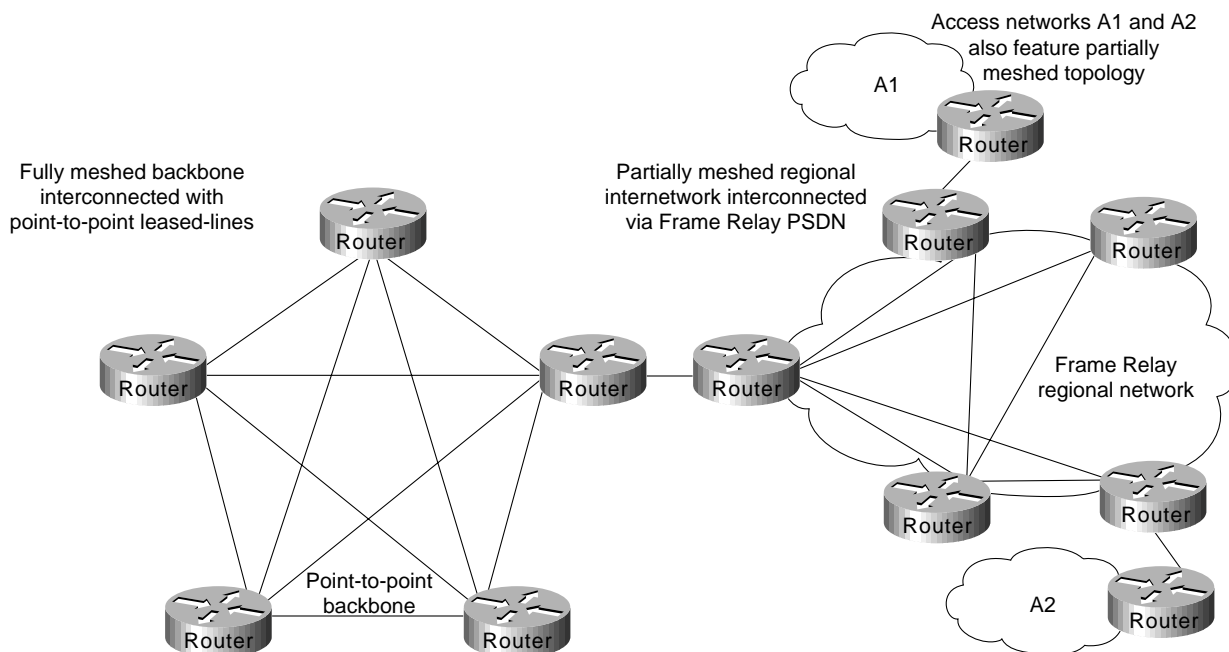 Access networks A1 and A2
also feature partially
meshed topology
A1
Router
Fully meshed backbone
interconnected with
point-to-point leased-lines
Partially meshed regional
internetwork interconnected
via Frame Relay PSDN
Router
Router
Router
Router
Router
Router
Frame Relay
regional network
Router
Router
Point-to-point
backbone
Router
Router
A2
Router